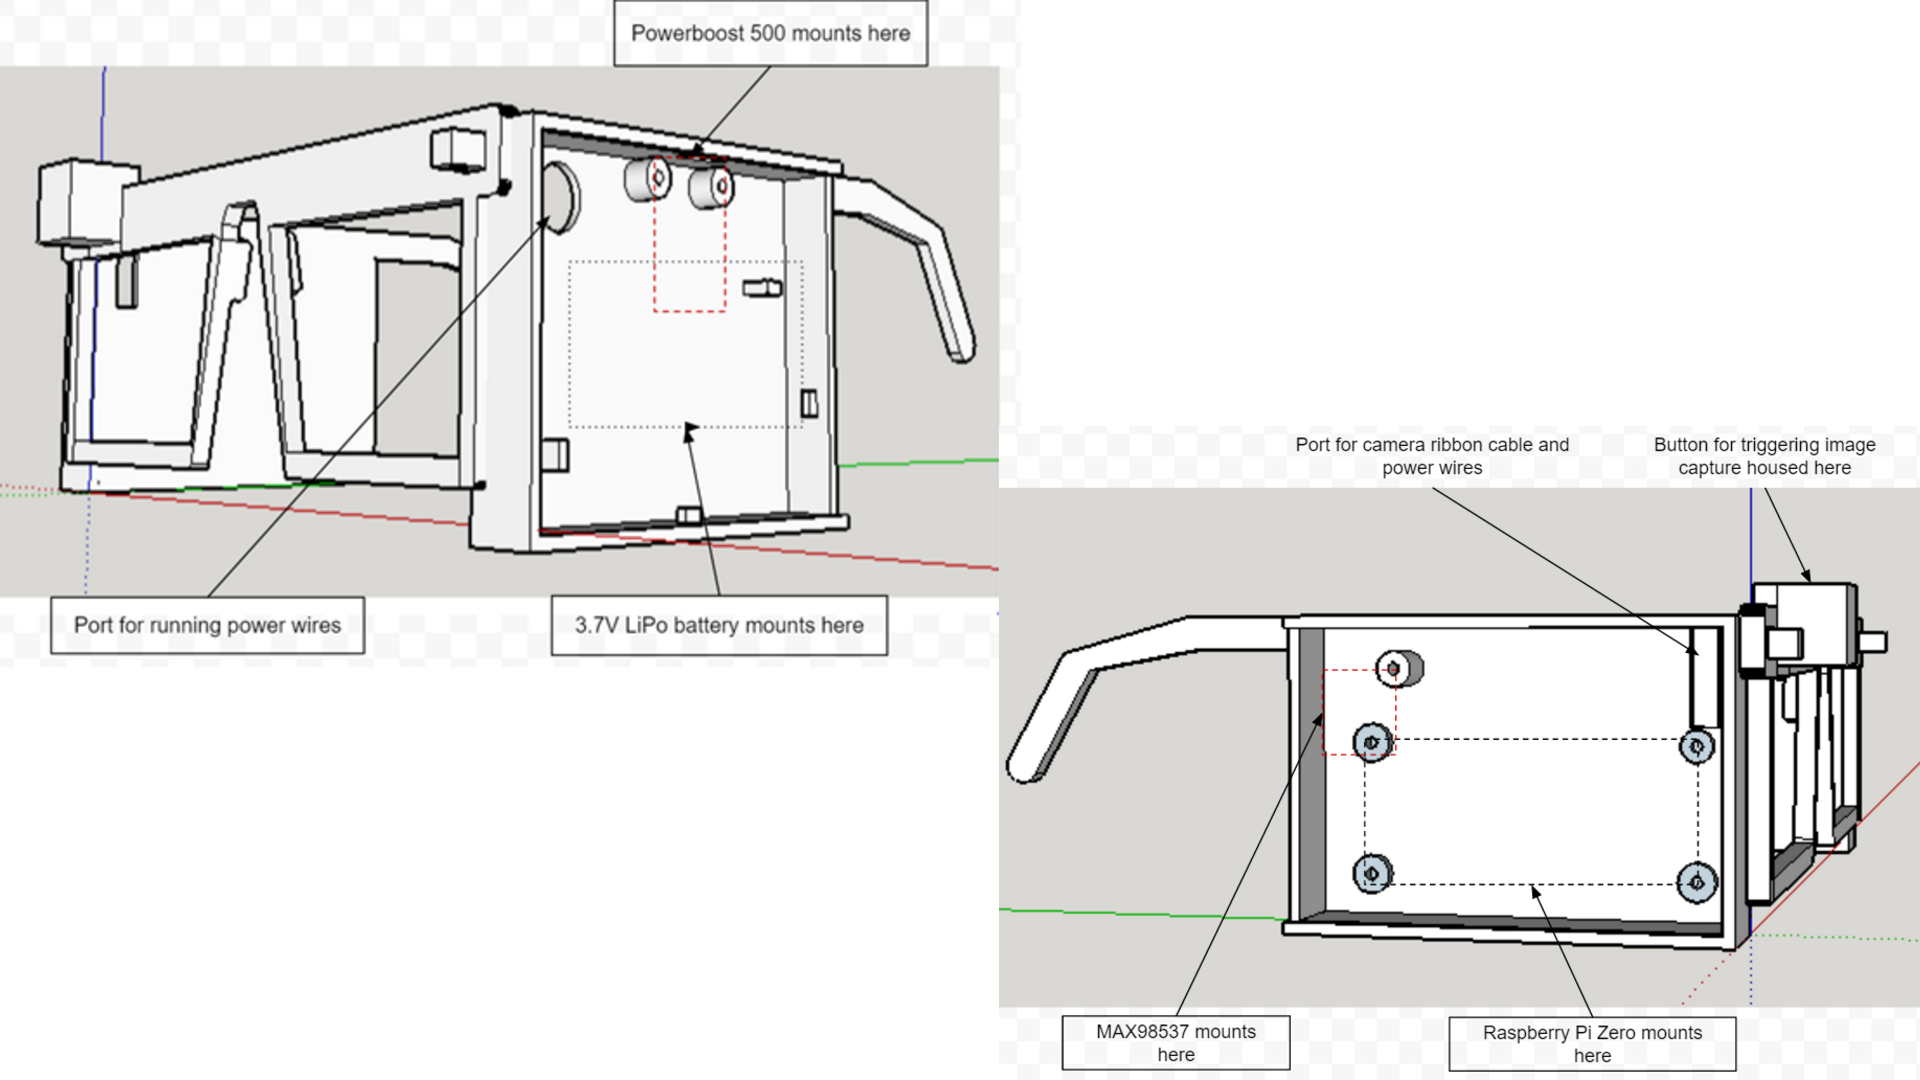 Powerboost 500 mounts here
Port for running power wires
3.7V LiPo battery mounts here
Port for camera ribbon cable and
power wires
Button for triggering image
capture housed here
MAX98537 mounts
here
Raspberry Pi Zero mounts
here